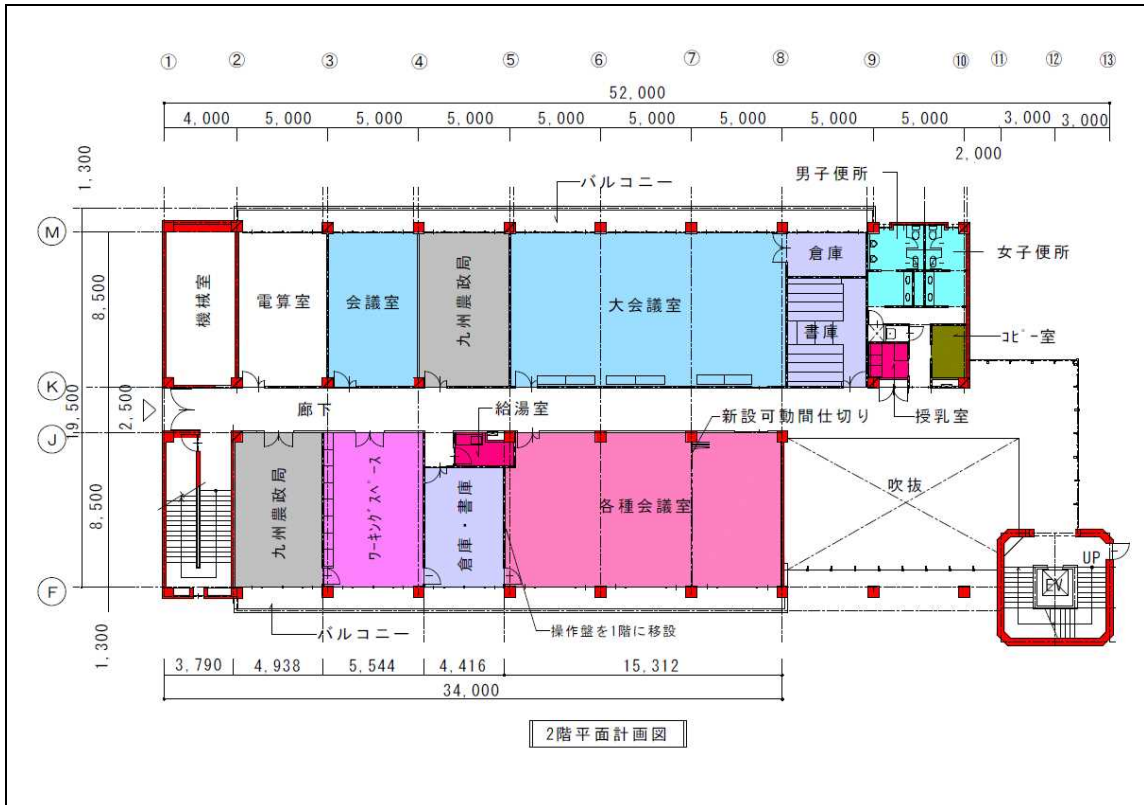 ① ② ③ ④ ⑤ ⑥ ⑦ ⑧ ⑨ ⑩ ⑪ ⑫ ⑬
52,000
4,000 5,000 5,000 5,000 5,000 5,000 5,000 5,000 5,000 3,000 3,000
2,000
1,300
男子便所
バルコニー
M
倉庫
女子便所
8,500
機械室
電算室
会議室
九州農政局
大会議室
書庫
コピー室
K
19,500
2,500
廊下
給湯室
新設可動間仕切り
授乳室
J
8,500
九州農政局
ワーキングスペース
倉庫・書庫
各種会議室
吹抜
UP
EV
F
バルコニー
操作盤を1階に移設
1,300
3,790 4,938 5,544 4,416 15,312
34,000
2階平面計画図